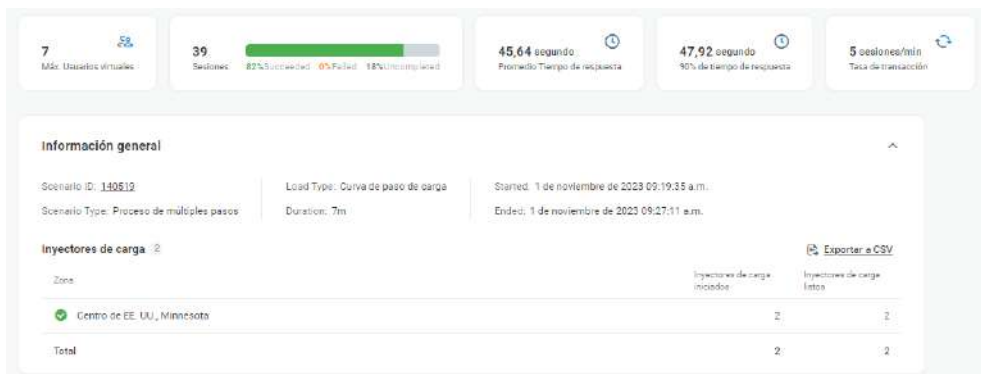 7
Máx. Usuarios virtuales
39
Sesiones
82% Succeeded 0% Failed 18% Uncompleted
45,64 segundo
Promedio Tiempo de respuesta
47,92 segundo
90% de tiempo de respuesta
5 sesiones/min
Tasa de transacción
Información general
Scenario ID: 140519
Load Type: Curva de paso de carga
Started: 1 de noviembre de 2023 09:19:35 a.m.
Scenario Type: Proceso de múltiples pasos
Duration: 7m
Ended: 1 de noviembre de 2023 09:27:11 a.m.
Inyectores de carga 2
Exportar a CSV
Zona
Inyectores de carga iniciados
Inyectores de carga listos
Centro de EE. UU., Minnesota
2
2
Total
2
2